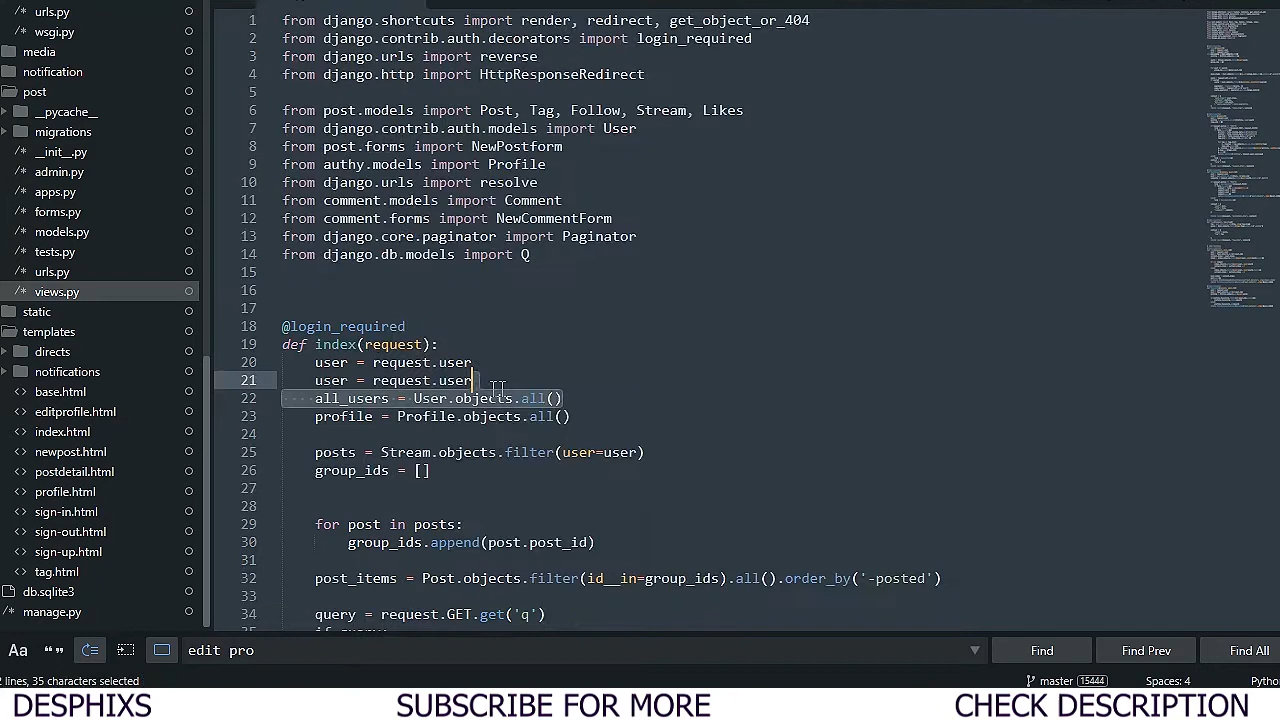 urls.py
wsgi.py
media
notification
post
__pycache__
migrations
__init__.py
admin.py
apps.py
forms.py
models.py
tests.py
urls.py
views.py
static
templates
directs
notifications
base.html
editprofile.html
index.html
newpost.html
postdetail.html
profile.html
sign-in.html
sign-out.html
sign-up.html
tag.html
db.sqlite3
manage.py
1 from django.shortcuts import render, redirect, get_object_or_404
2 from django.contrib.auth.decorators import login_required
3 from django.urls import reverse
4 from django.http import HttpResponseRedirect
5
6 from post.models import Post, Tag, Follow, Stream, Likes
7 from django.contrib.auth.models import User
8 from post.forms import NewPostform
9 from authy.models import Profile
10 from django.urls import resolve
11 from comment.models import Comment
12 from comment.forms import NewCommentForm
13 from django.core.paginator import Paginator
14 from django.db.models import Q
15
16
17
18 @login_required
19 def index(request):
20 user = request.user
21 user = request.user
22 all_users = User.objects.all()
23 profile = Profile.objects.all()
24
25 posts = Stream.objects.filter(user=user)
26 group_ids = []
27
28
29 for post in posts:
30 group_ids.append(post.post_id)
31
32 post_items = Post.objects.filter(id__in=group_ids).all().order_by('-posted')
33
34 query = request.GET.get('q')
Aa
edit pro
Find
Find Prev
Find All
2 lines, 35 characters selected
master 15444
Spaces: 4
Pytho
DESPHIXS
SUBSCRIBE FOR MORE
CHECK DESCRIPTION